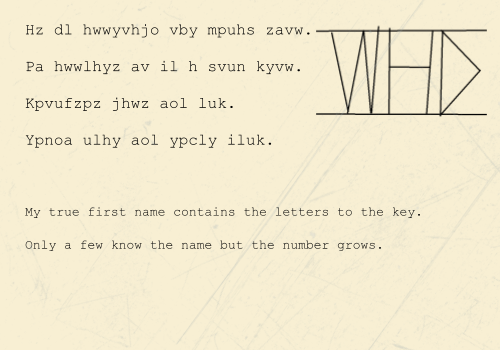 Hz dl hwwyvhjo vby mpuhs zavw.
WHD
Pa hwwlhyz av il h svun kyvw.
Kpvufzpz jhwz aol luk.
Ypnoa ulhy aol ypcly iluk.
My true first name contains the letters to the key.
Only a few know the name but the number grows.